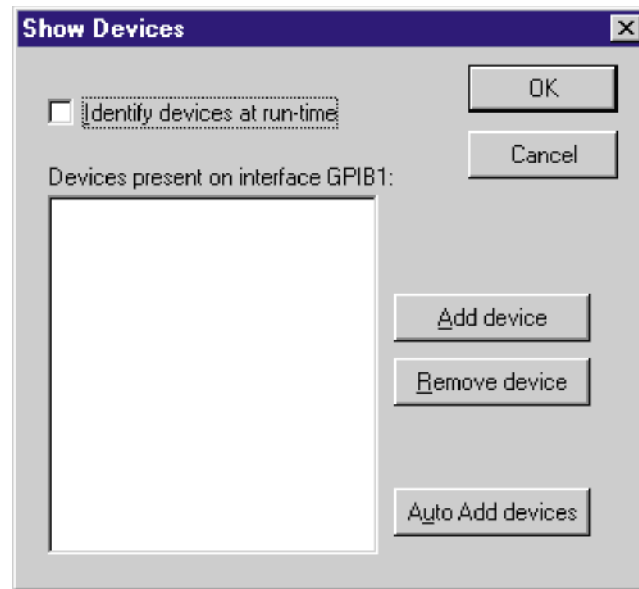 Show Devices
OK
Identify devices at run-time
Cancel
Devices present on interface GPIB1:
Add device
Remove device
Auto Add devices